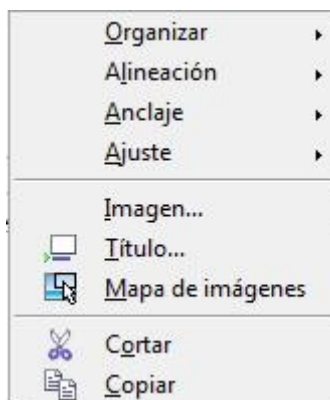 Organizar
Alineación
Anclaje
Ajuste
Imagen...
Título...
Mapa de imágenes
Cortar
Copiar